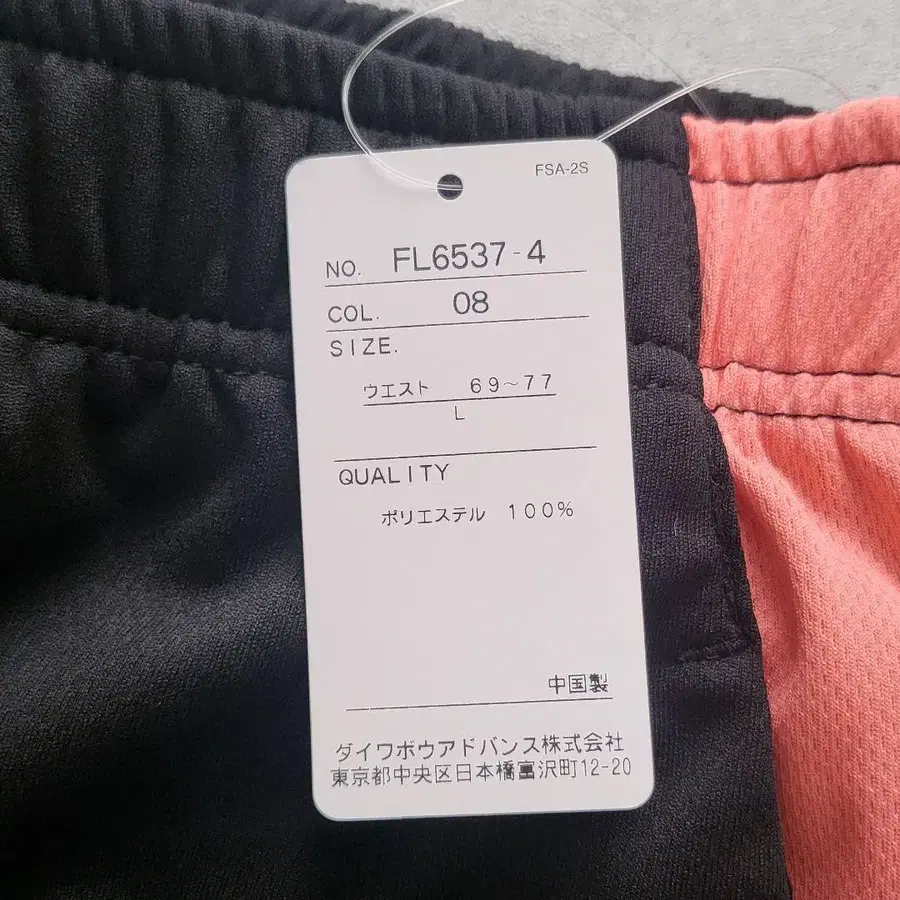 FSA-2S
NO. FL6537-4
COL. 08
SIZE.
ウエスト 69~77
L
QUALITY
ポリエステル 100%
中国製
ダイワボウアドバンス株式会社
東京都中央区日本橋富沢町12-20